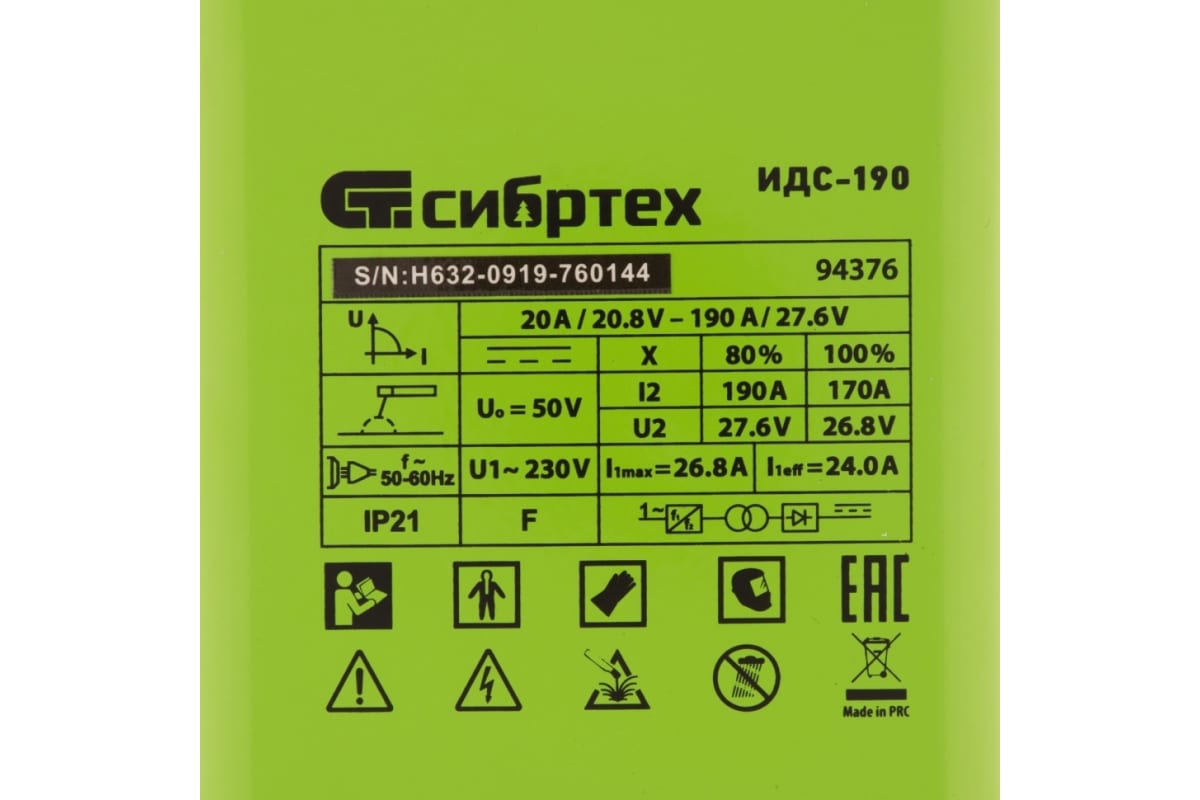 сибртех
ИДС-190
S/N:H632-0919-760144 94376
U
I
20A / 20.8V – 190 A/ 27.6V
X 80% 100%
U₀ = 50V
I2 190A 170A
U2 27.6V 26.8V
f ~
50-60Hz
U1~ 230V
I1max=26.8A
I1eff=24.0A
IP21
F
1~
f₁
f₂
EAC
Made in PRC